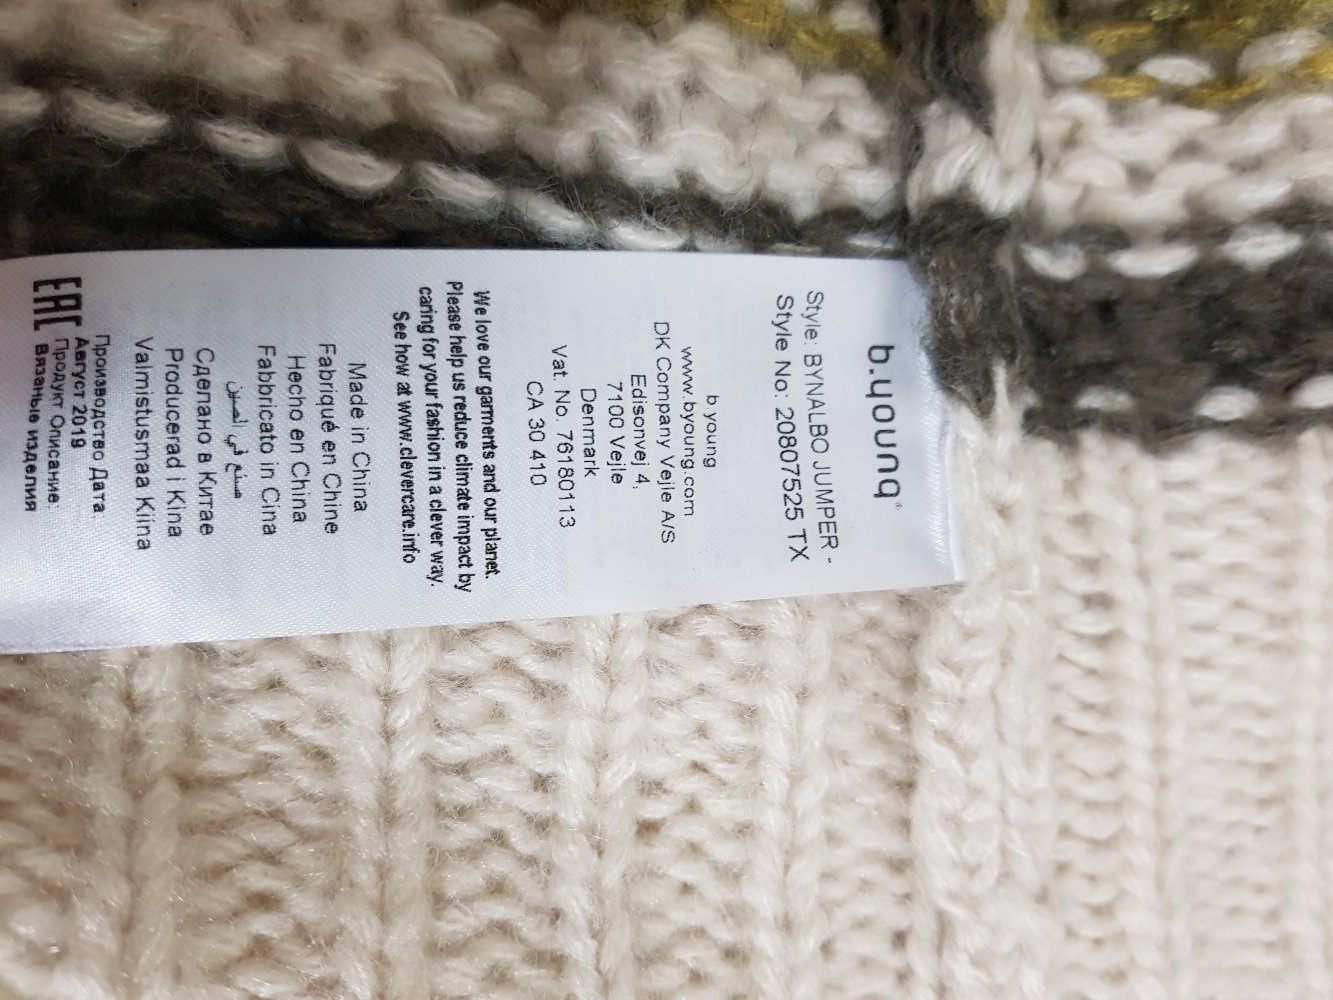 b.young®
Style: BYNALBO JUMPER -
Style No: 20807525 TX
b.young
www.byoung.com
DK Company Vejle A/S
Edisonvej 4,
7100 Vejle
Denmark
Vat. No. 76180113
CA 30 410
We love our garments and our planet.
Please help us reduce climate impact by
caring for your fashion in a clever way.
See how at www.clevercare.info
Made in China
Fabriqué en Chine
Hecho en China
Fabbricato in Cina
صنع في الصين
Сделано в Китае
Producerad i Kina
Valmistusmaa Kiina
EAC
Производство Дата:
Август 2019
Продукт Описание:
Вязаные изделия